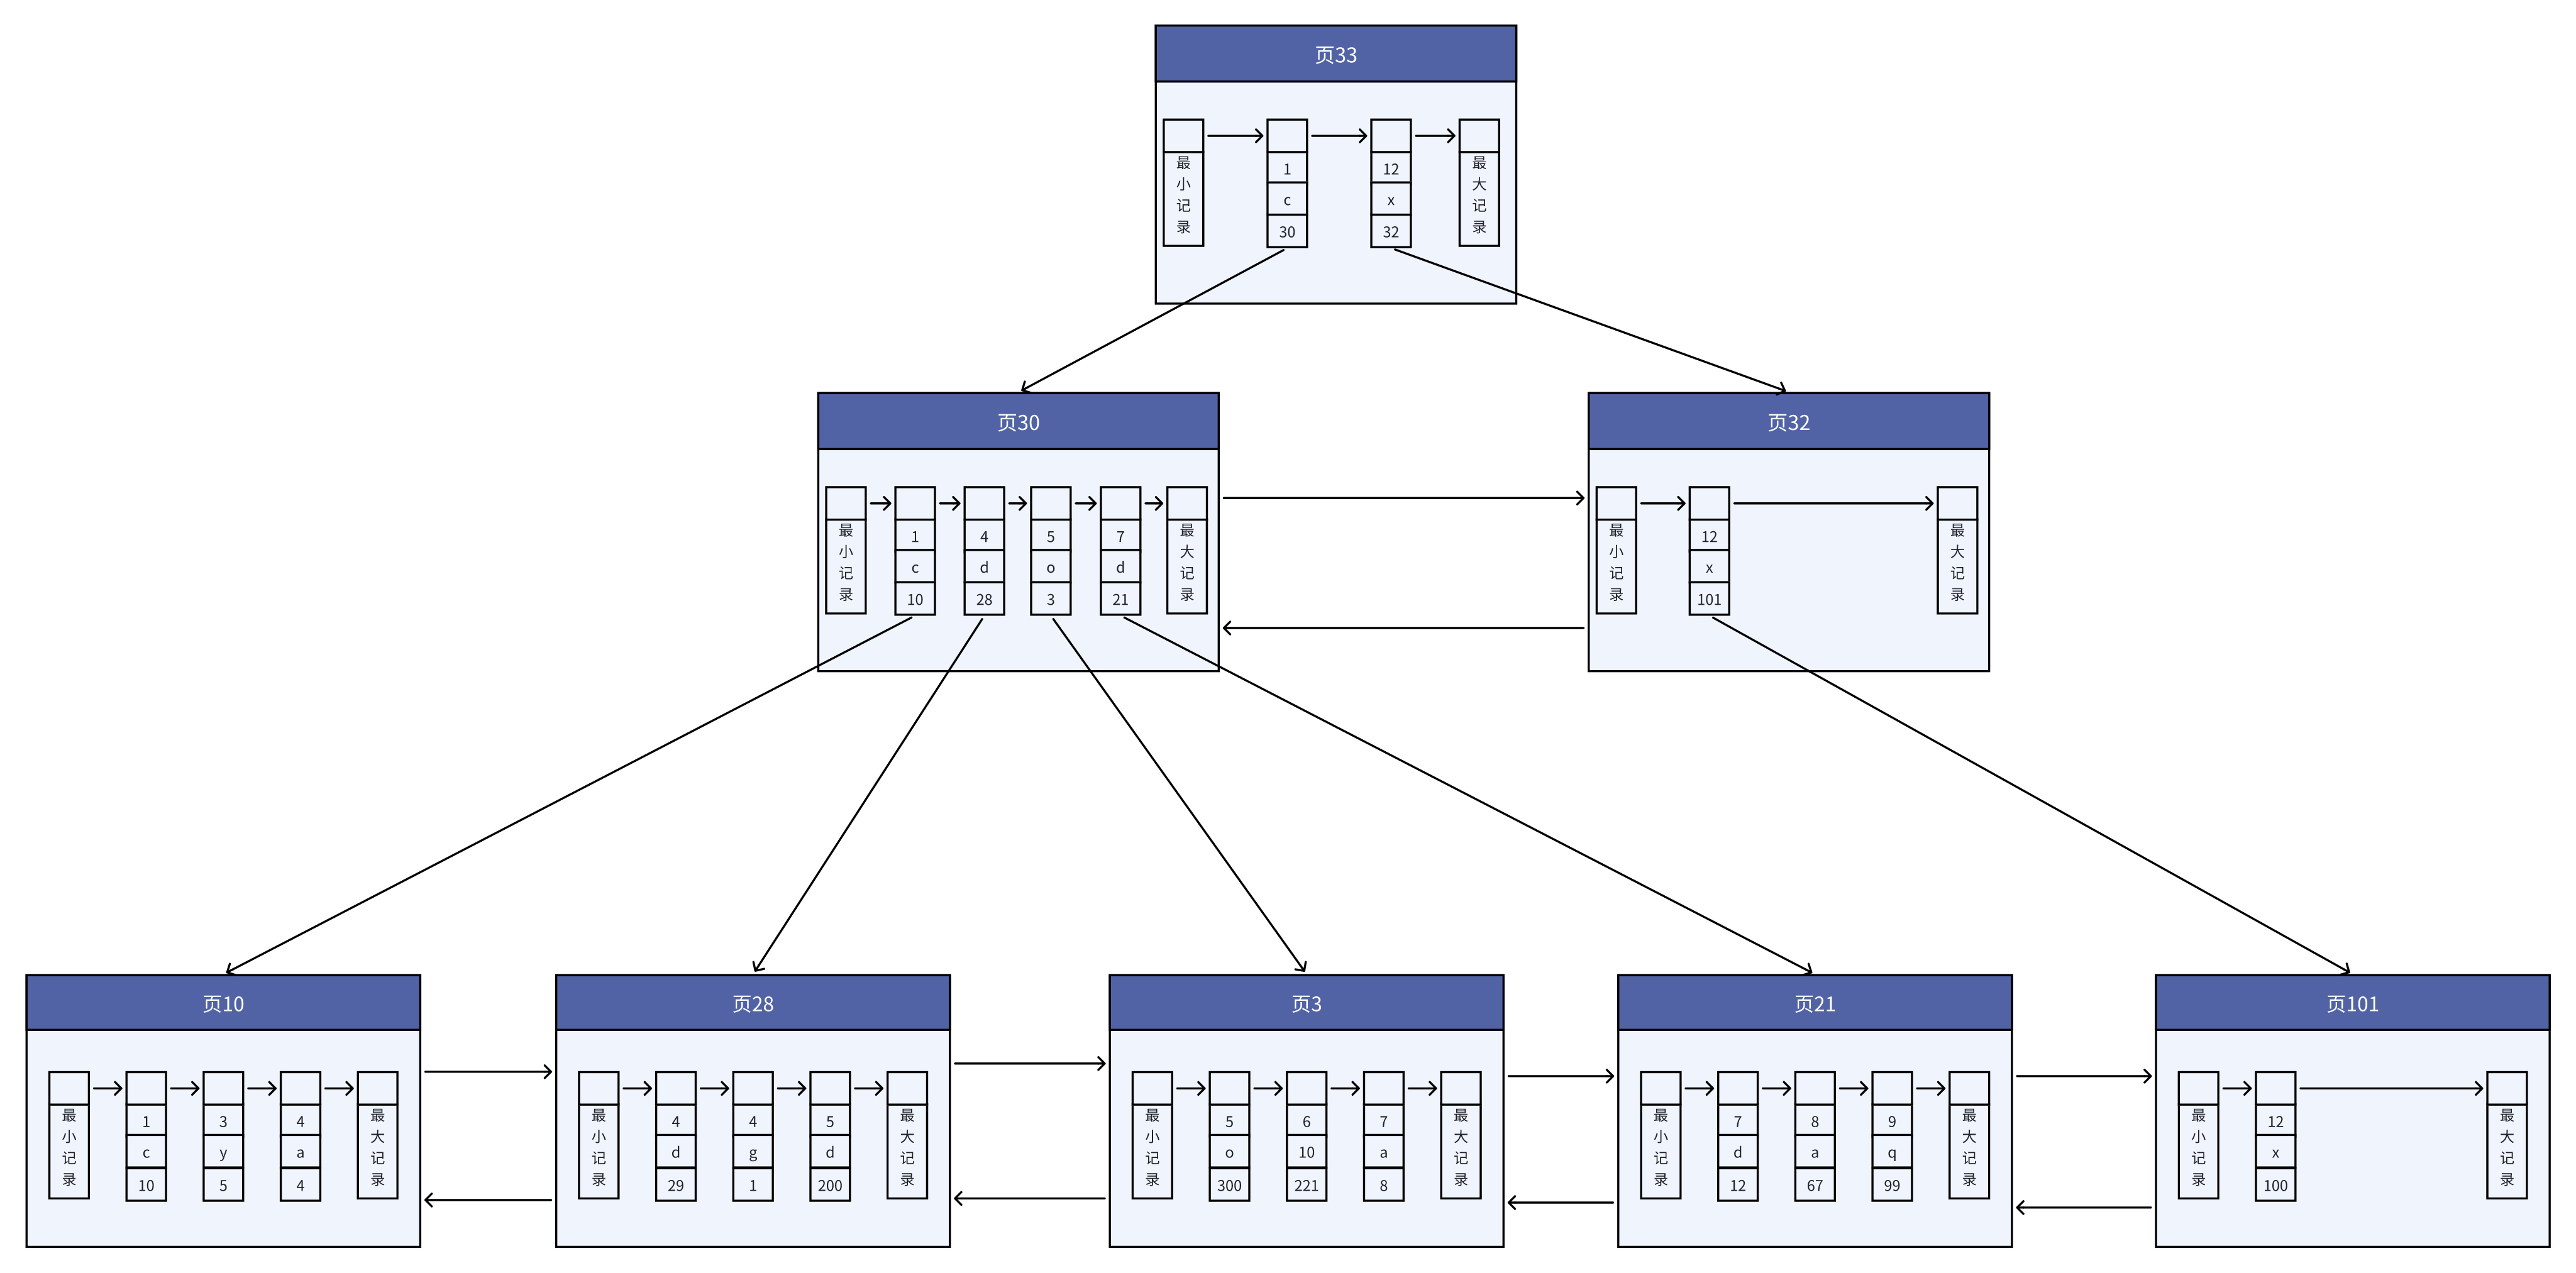 页33
最小记录
1
c
30
12
x
32
最大记录
页30
最小记录
1
c
10
4
d
28
5
o
3
7
d
21
最大记录
页32
最小记录
12
x
101
最大记录
页10
最小记录
1
c
10
3
y
5
4
a
4
最大记录
页28
最小记录
4
d
29
4
g
1
5
d
200
最大记录
页3
最小记录
5
o
300
6
10
221
7
a
8
最大记录
页21
最小记录
7
d
12
8
a
67
9
q
99
最大记录
页101
最小记录
12
x
100
最大记录